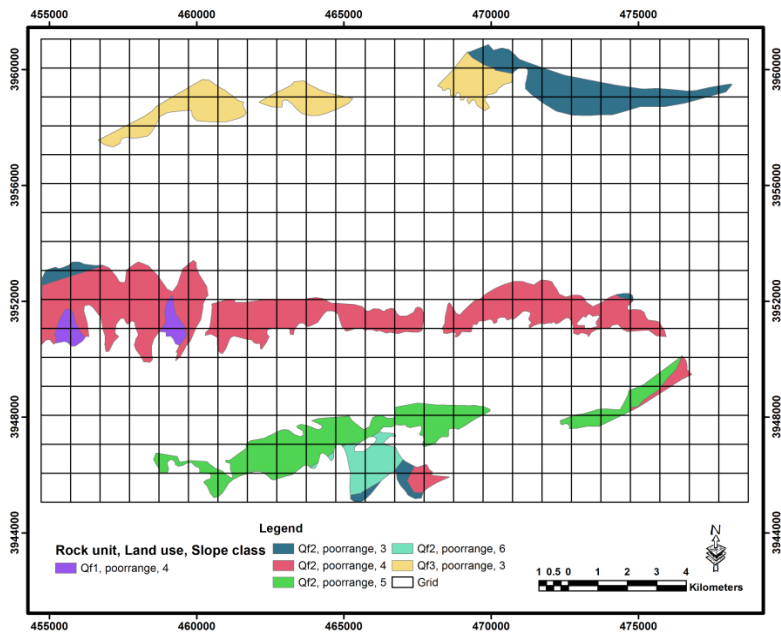 455000 460000 465000 470000 475000
3960000 3960000
3956000 3956000
3952000 3952000
3948000 3948000
3944000 3944000
Legend
Rock unit, Land use, Slope class
Qf1, poorrange, 4
Qf2, poorrange, 3
Qf2, poorrange, 4
Qf2, poorrange, 5
Qf2, poorrange, 6
Qf3, poorrange, 3
Grid
N
1 0.5 0 1 2 3 4
Kilometers
455000 460000 465000 470000 475000